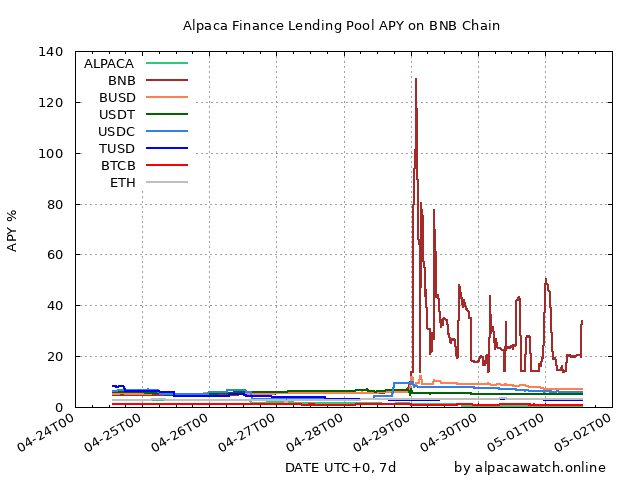 Alpaca Finance Lending Pool APY on BNB Chain
140
120
100
80
60
40
20
0
APY %
ALPACA
BNB
BUSD
USDT
USDC
TUSD
BTCB
ETH
04-24T00
04-25T00
04-26T00
04-27T00
04-28T00
04-29T00
04-30T00
05-01T00
05-02T00
DATE UTC+0, 7d
by alpacawatch.online